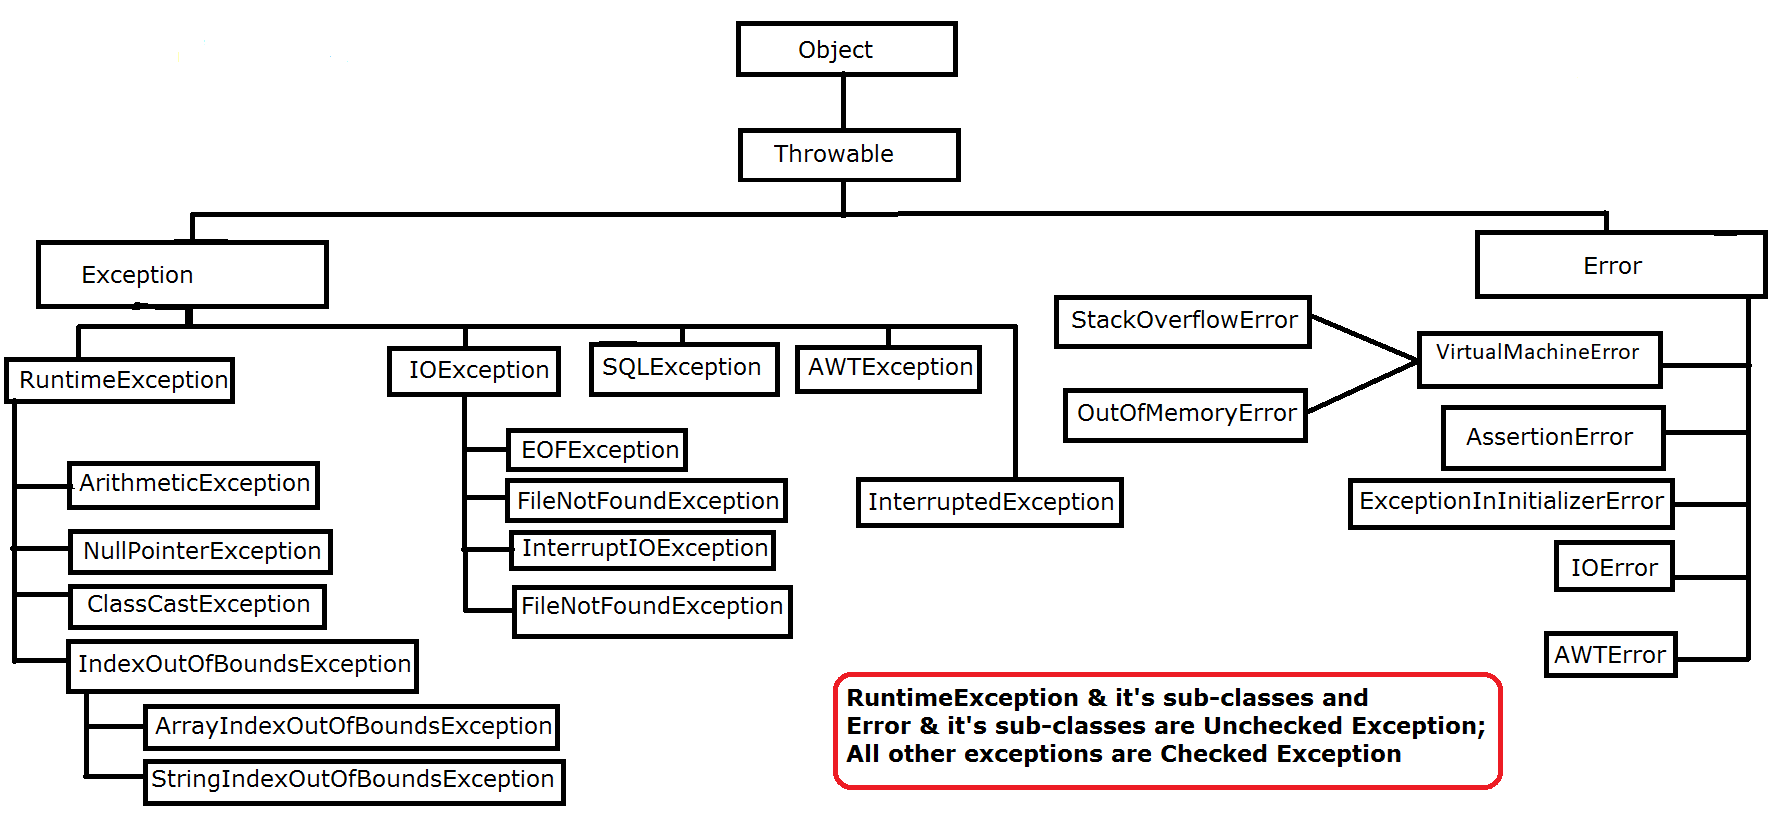 Object
Throwable
Exception
Error
StackOverflowError
VirtualMachineError
RuntimeException
IOException
SQLException
AWTException
OutOfMemoryError
AssertionError
EOFException
ArithmeticException
FileNotFoundException
InterruptedException
ExceptionInInitializerError
NullPointerException
InterruptIOException
IOError
ClassCastException
FileNotFoundException
IndexOutOfBoundsException
AWTError
RuntimeException & it's sub-classes and
Error & it's sub-classes are Unchecked Exception;
All other exceptions are Checked Exception
ArrayIndexOutOfBoundsException
StringIndexOutOfBoundsException